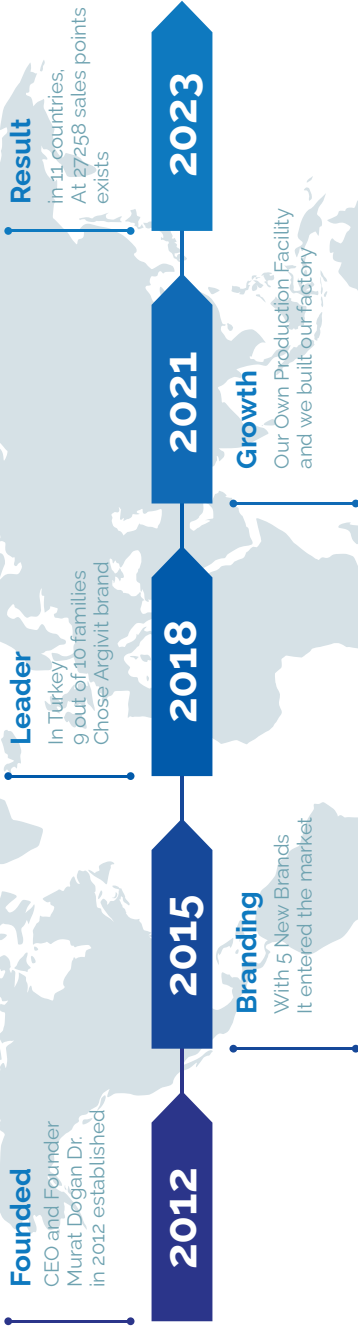 Founded
CEO and Founder
Murat Dogan Dr.
in 2012 established
2012
2015
Branding
With 5 New Brands
It entered the market
Leader
In Turkey
9 out of 10 families
Chose Argivit brand
2018
2021
Growth
Our Own Production Facility
and we built our factory
Result
in 11 countries,
At 27258 sales points
exists
2023